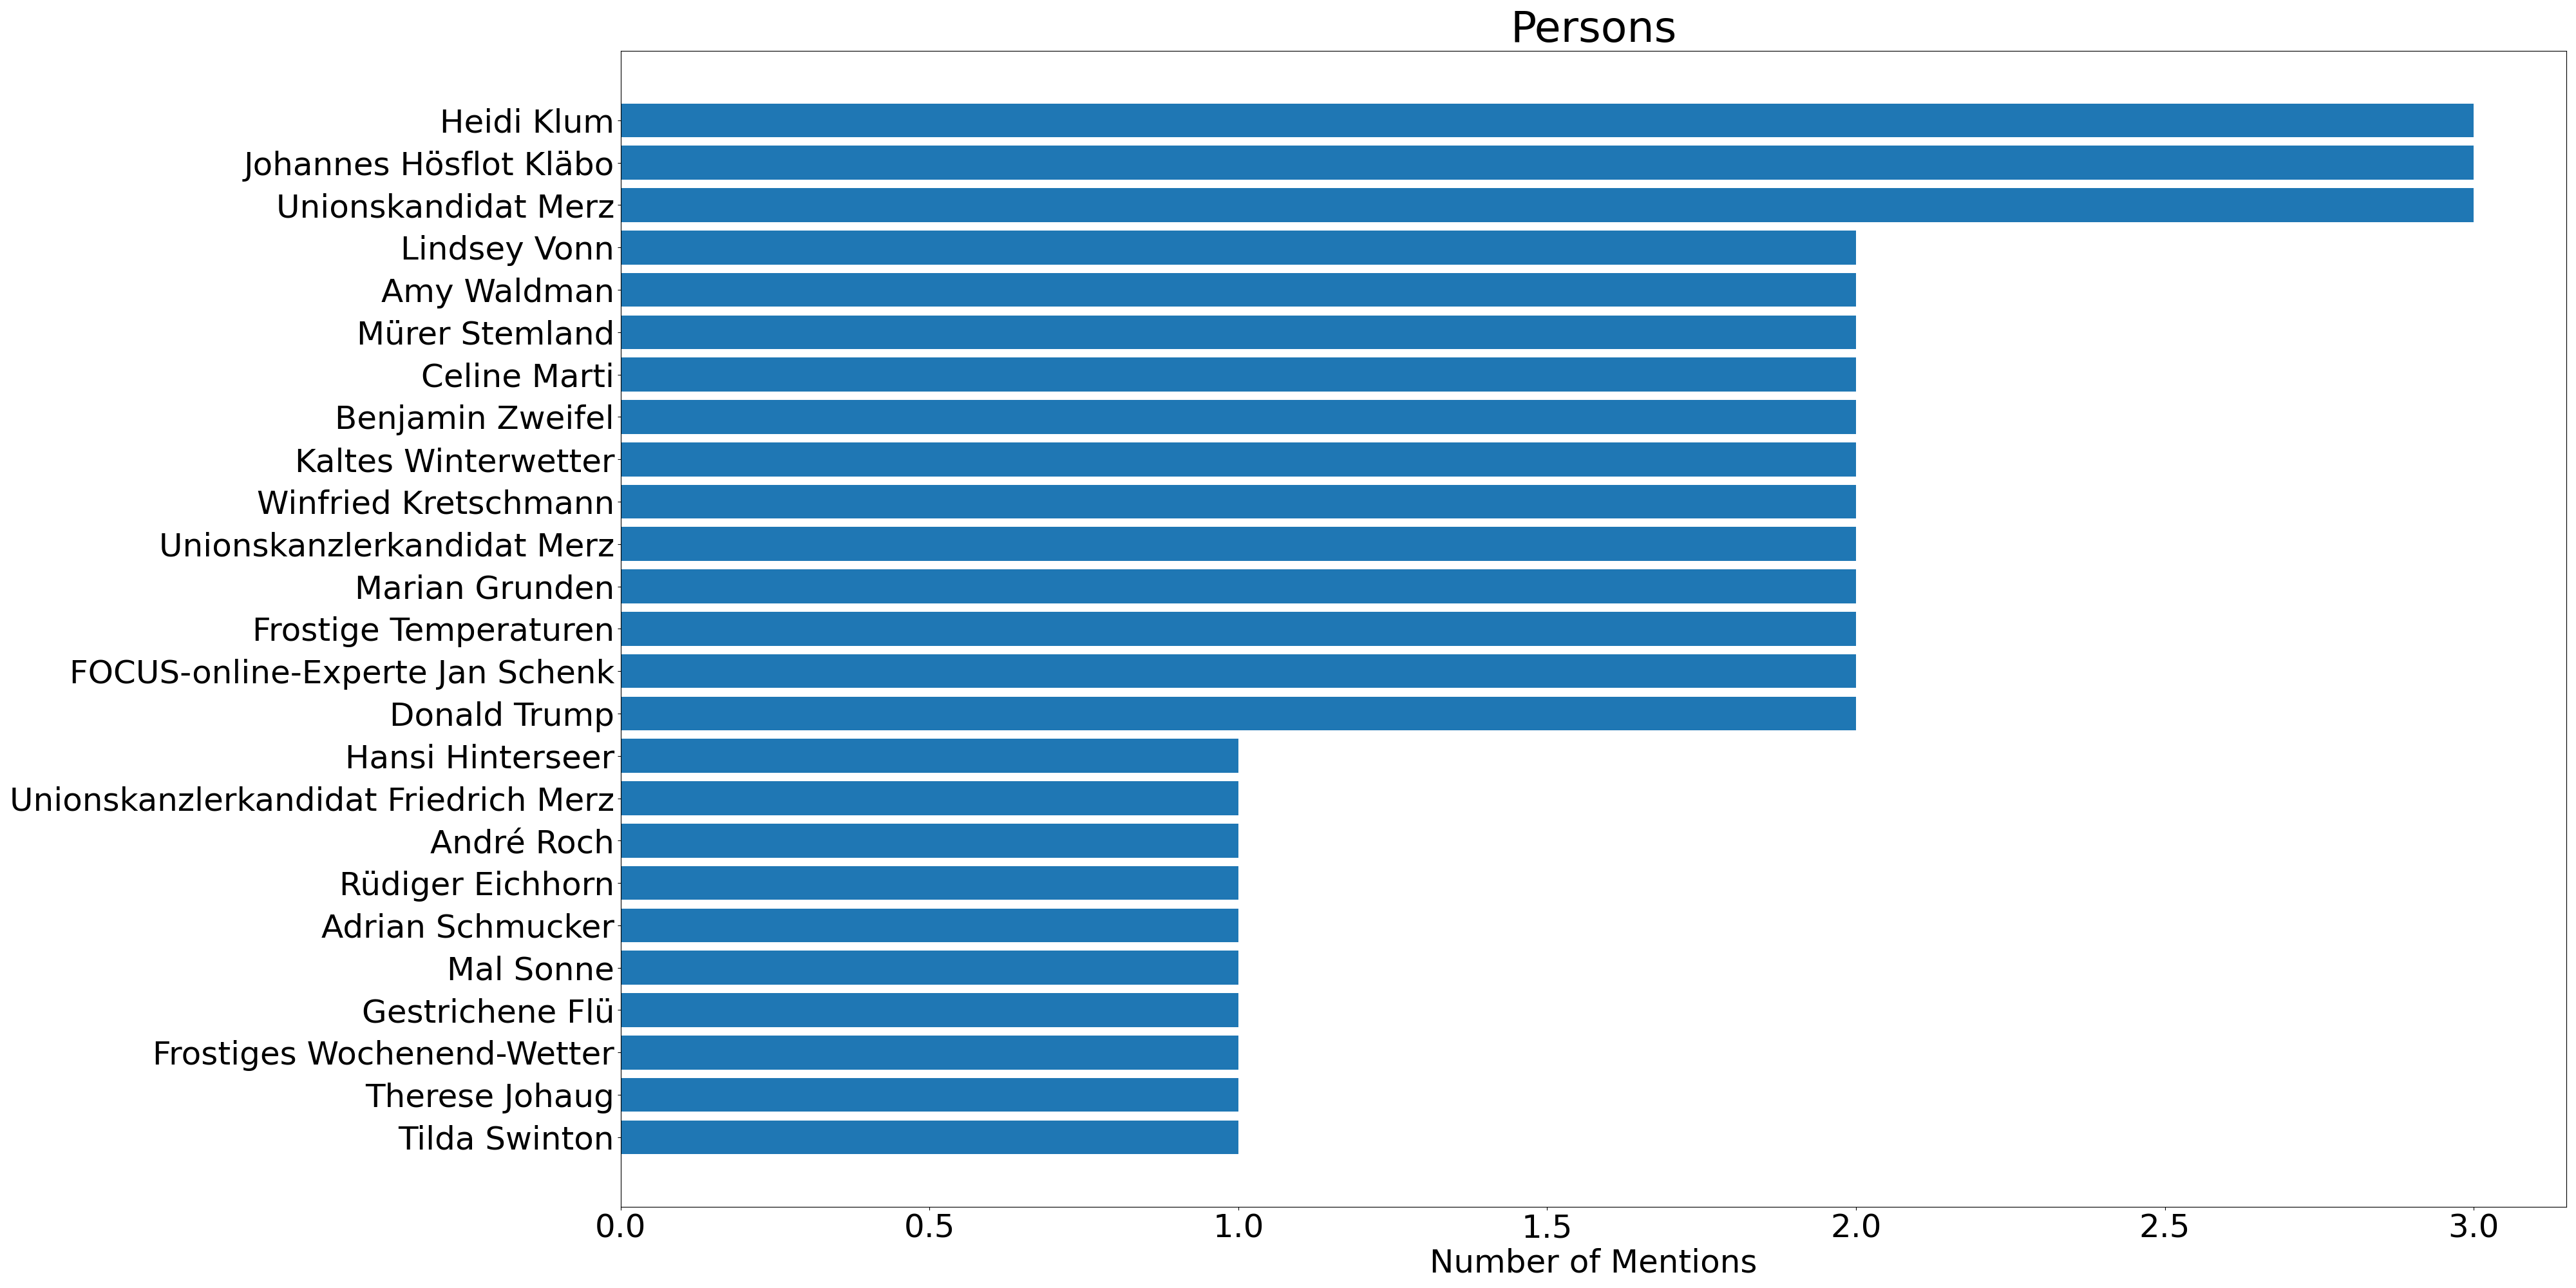 Persons
Heidi Klum
Johannes Hösflot Kläbo
Unionskandidat Merz
Lindsey Vonn
Amy Waldman
Mürer Stemland
Celine Marti
Benjamin Zweifel
Kaltes Winterwetter
Winfried Kretschmann
Unionskanzlerkandidat Merz
Marian Grunden
Frostige Temperaturen
FOCUS-online-Experte Jan Schenk
Donald Trump
Hansi Hinterseer
Unionskanzlerkandidat Friedrich Merz
André Roch
Rüdiger Eichhorn
Adrian Schmucker
Mal Sonne
Gestrichene Flü
Frostiges Wochenend-Wetter
Therese Johaug
Tilda Swinton
0.0 0.5 1.0 1.5 2.0 2.5 3.0
Number of Mentions